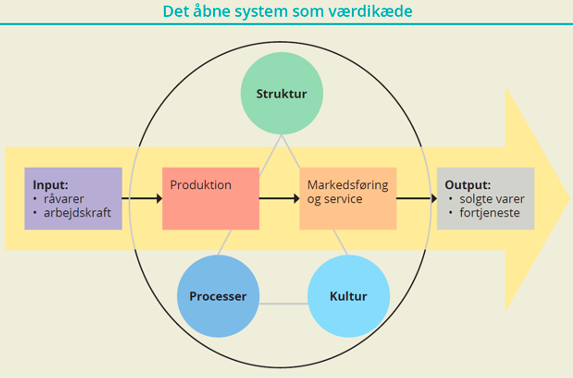 Det åbne system som værdikæde
Struktur
Input:
• råvarer
• arbejdskraft
Produktion
Markedsføring
og service
Output:
• solgte varer
• fortjeneste
Processer
Kultur